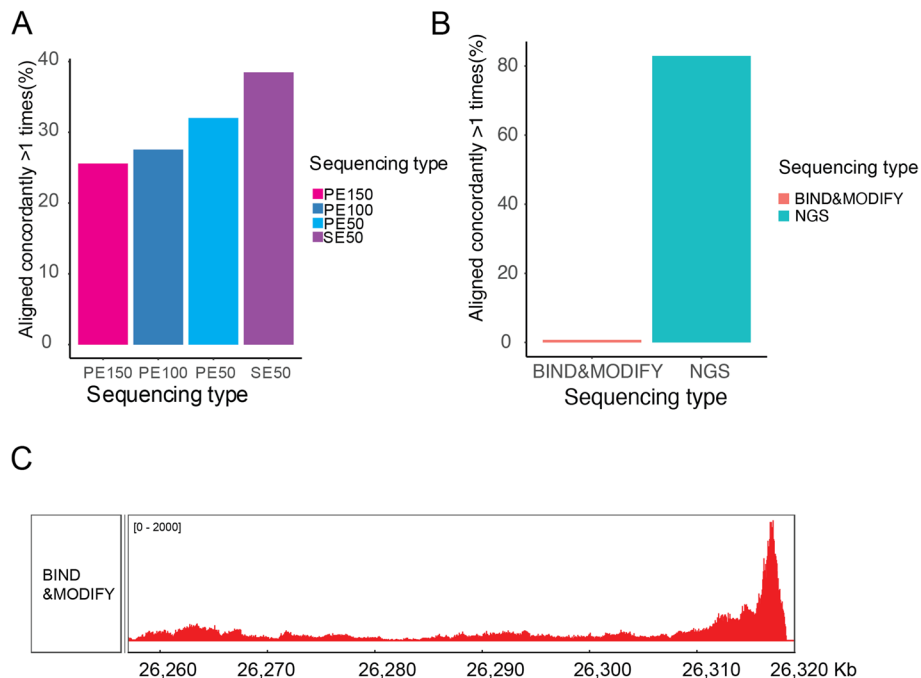 A
Aligned concordantly >1 times(%)
40
30
20
10
0
PE150 PE100 PE50 SE50
Sequencing type
Sequencing type
PE150
PE100
PE50
SE50
B
Aligned concordantly >1 times(%)
80
60
40
20
0
BIND&MODIFY NGS
Sequencing type
Sequencing type
BIND&MODIFY
NGS
C
BIND
&MODIFY
[0 - 2000]
26,260 26,270 26,280 26,290 26,300 26,310 26,320 Kb